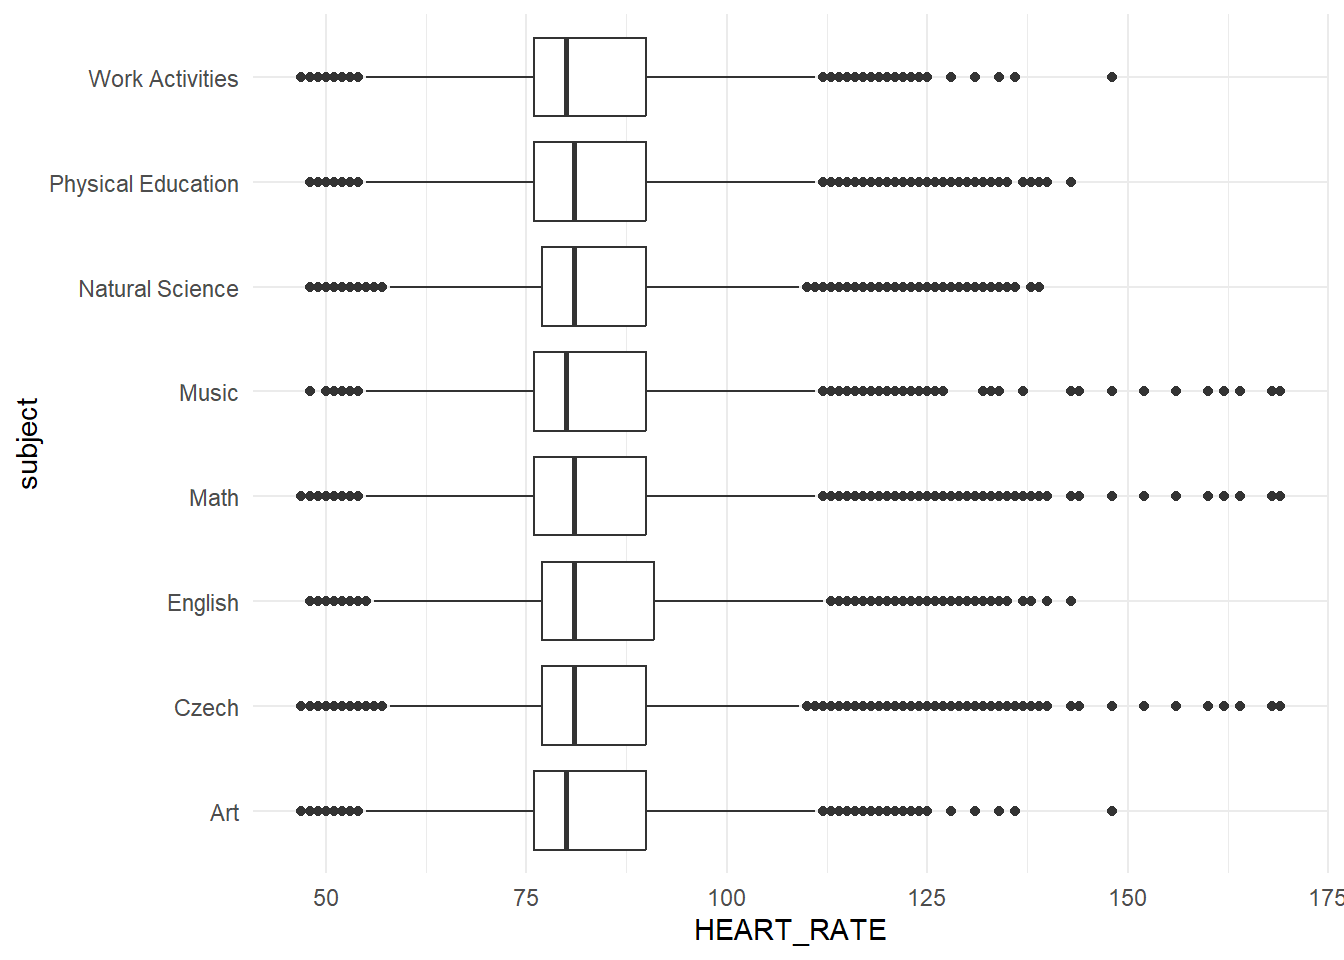 Work Activities
Physical Education
Natural Science
Music
Math
English
Czech
Art
subject
50 75 100 125 150 175
HEART_RATE